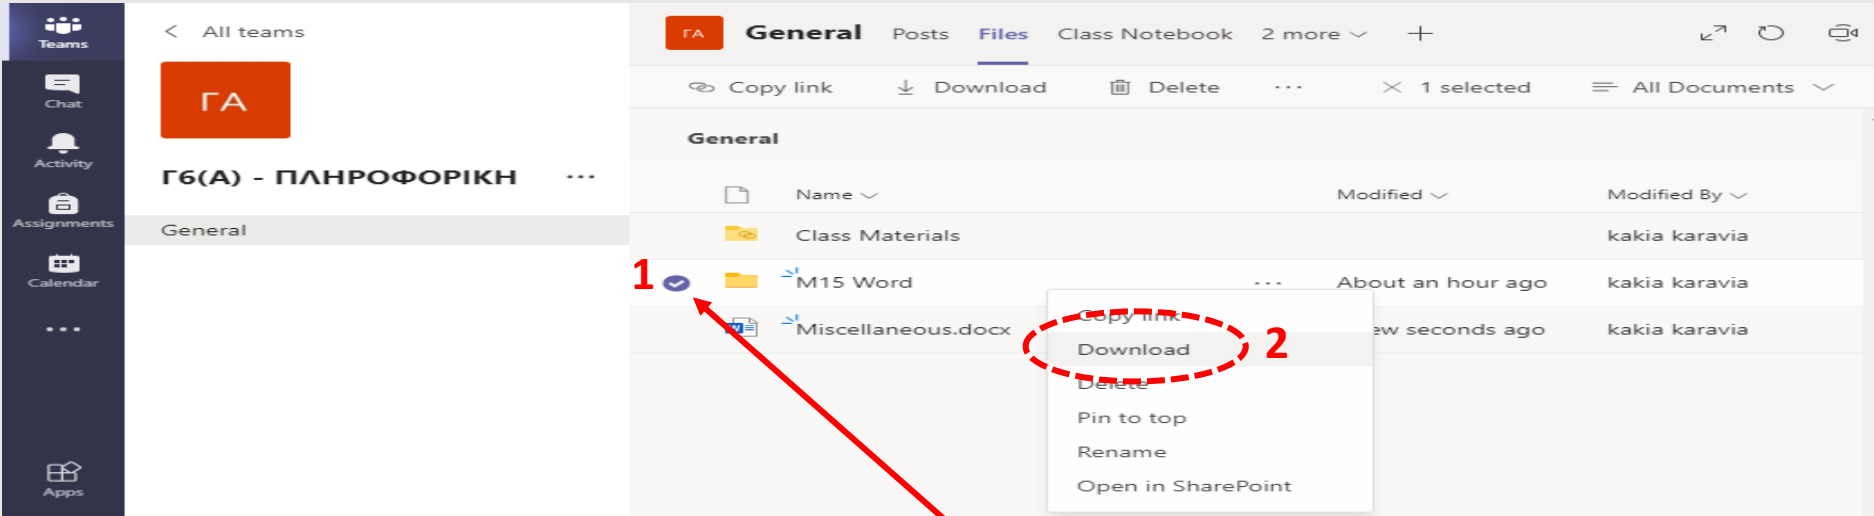 Teams
Chat
Activity
Assignments
Calendar
Apps
All teams
ΓΑ
Γ6(Α) - ΠΛΗΡΟΦΟΡΙΚΗ ...
General
ΓΑ General Posts Files Class Notebook 2 more
Copy link Download Delete ... 1 selected All Documents
General
Name Modified Modified By
Class Materials kakia karavia
1 M15 Word ... About an hour ago kakia karavia
Miscellaneous.docx ew seconds ago kakia karavia
Copy link
Download 2
Delete
Pin to top
Rename
Open in SharePoint